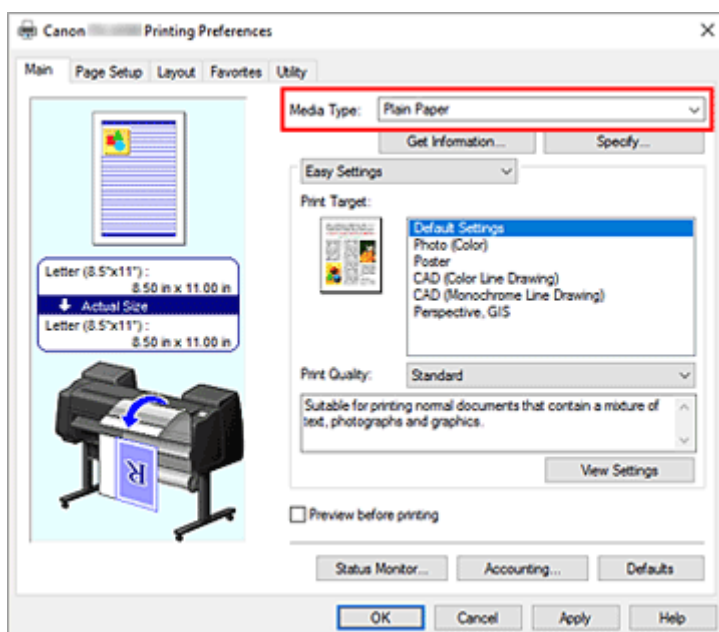 Canon Printing Preferences
Main Page Setup Layout Favorites Utility
Media Type: Plain Paper
Get Information... Specify...
Easy Settings
Print Target:
Default Settings
Photo (Color)
Poster
CAD (Color Line Drawing)
CAD (Monochrome Line Drawing)
Perspective, GIS
Letter (8.5"x11") :
8.50 in x 11.00 in
Actual Size
Letter (8.5"x11") :
8.50 in x 11.00 in
R
Print Quality: Standard
Suitable for printing normal documents that contain a mixture of
text, photographs and graphics.
View Settings
Preview before printing
Status Monitor... Accounting... Defaults
OK Cancel Apply Help